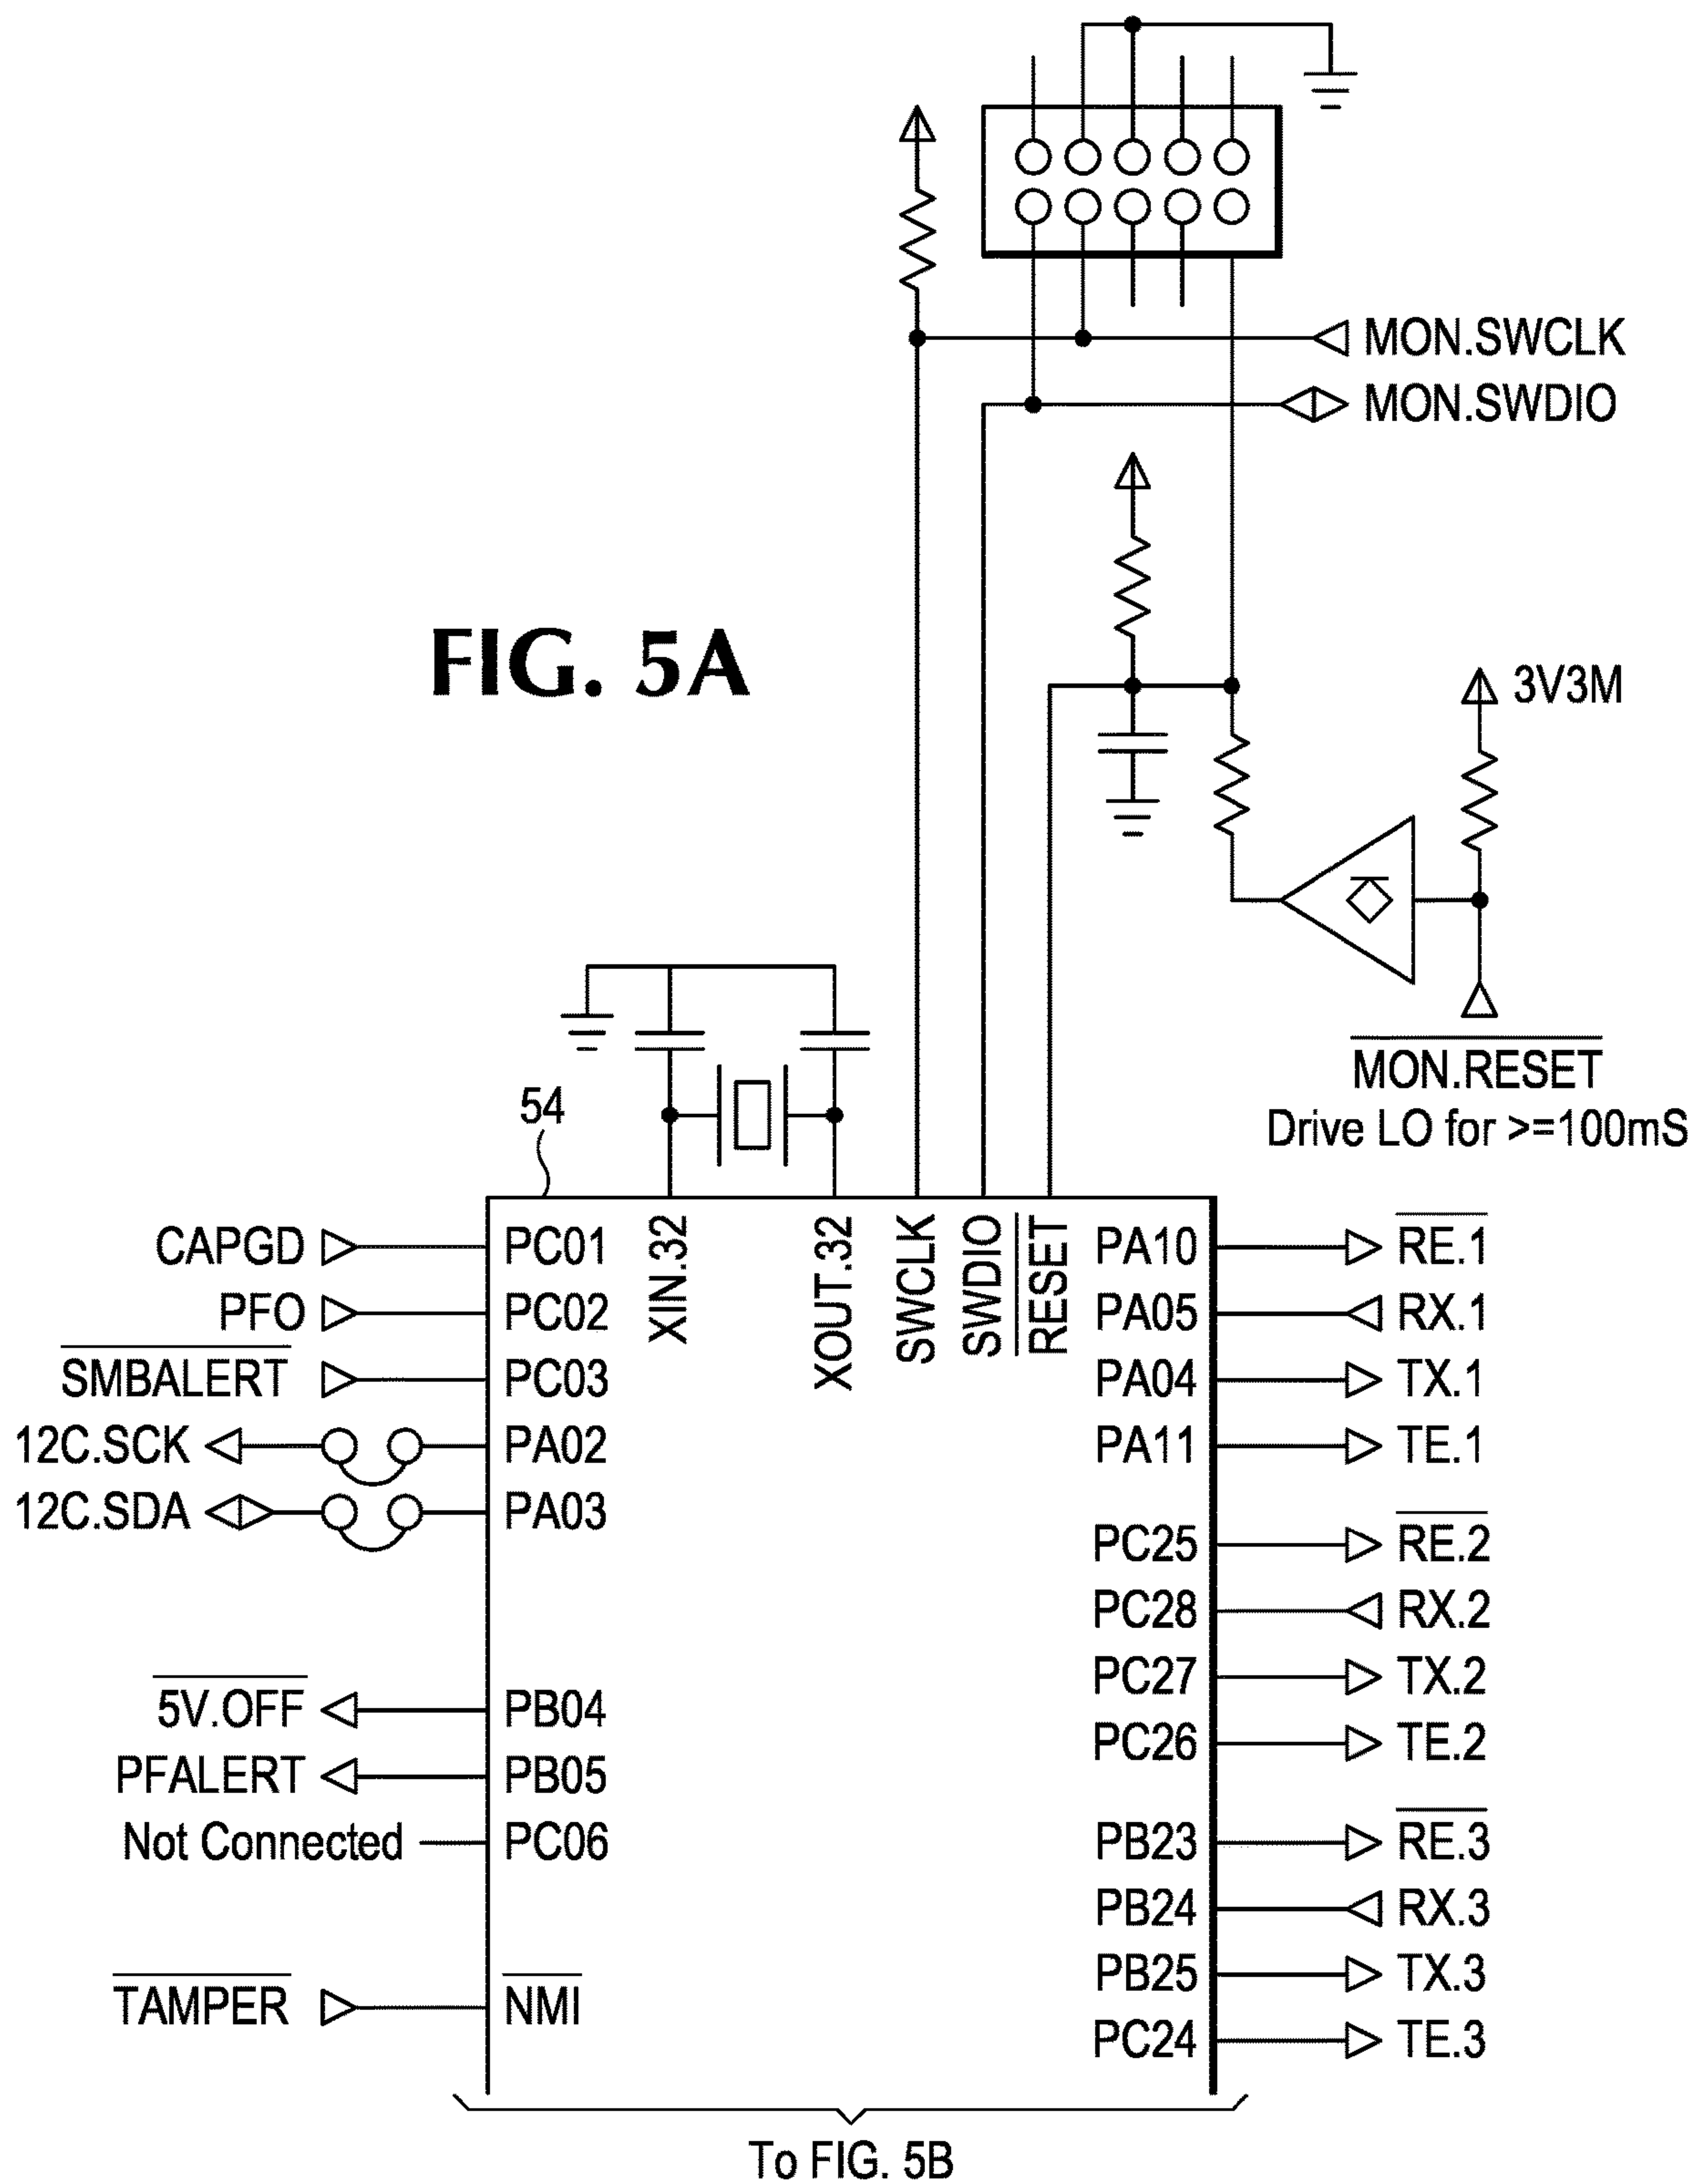 MON.SWCLK
MON.SWDIO
FIG. 5A
3V3M
MON.RESET
Drive LO for >=100mS
54
XIN.32
XOUT.32
SWCLK
SWDIO
RESET
CAPGD PC01 PA10 RE.1
PFO PC02 PA05 RX.1
SMBALERT PC03 PA04 TX.1
12C.SCK PA02 PA11 TE.1
12C.SDA PA03
PC25 RE.2
PC28 RX.2
PC27 TX.2
5V.OFF PB04
PC26 TE.2
PFALERT PB05
Not Connected PC06 PB23 RE.3
PB24 RX.3
PB25 TX.3
TAMPER NMI
PC24 TE.3
To FIG. 5B